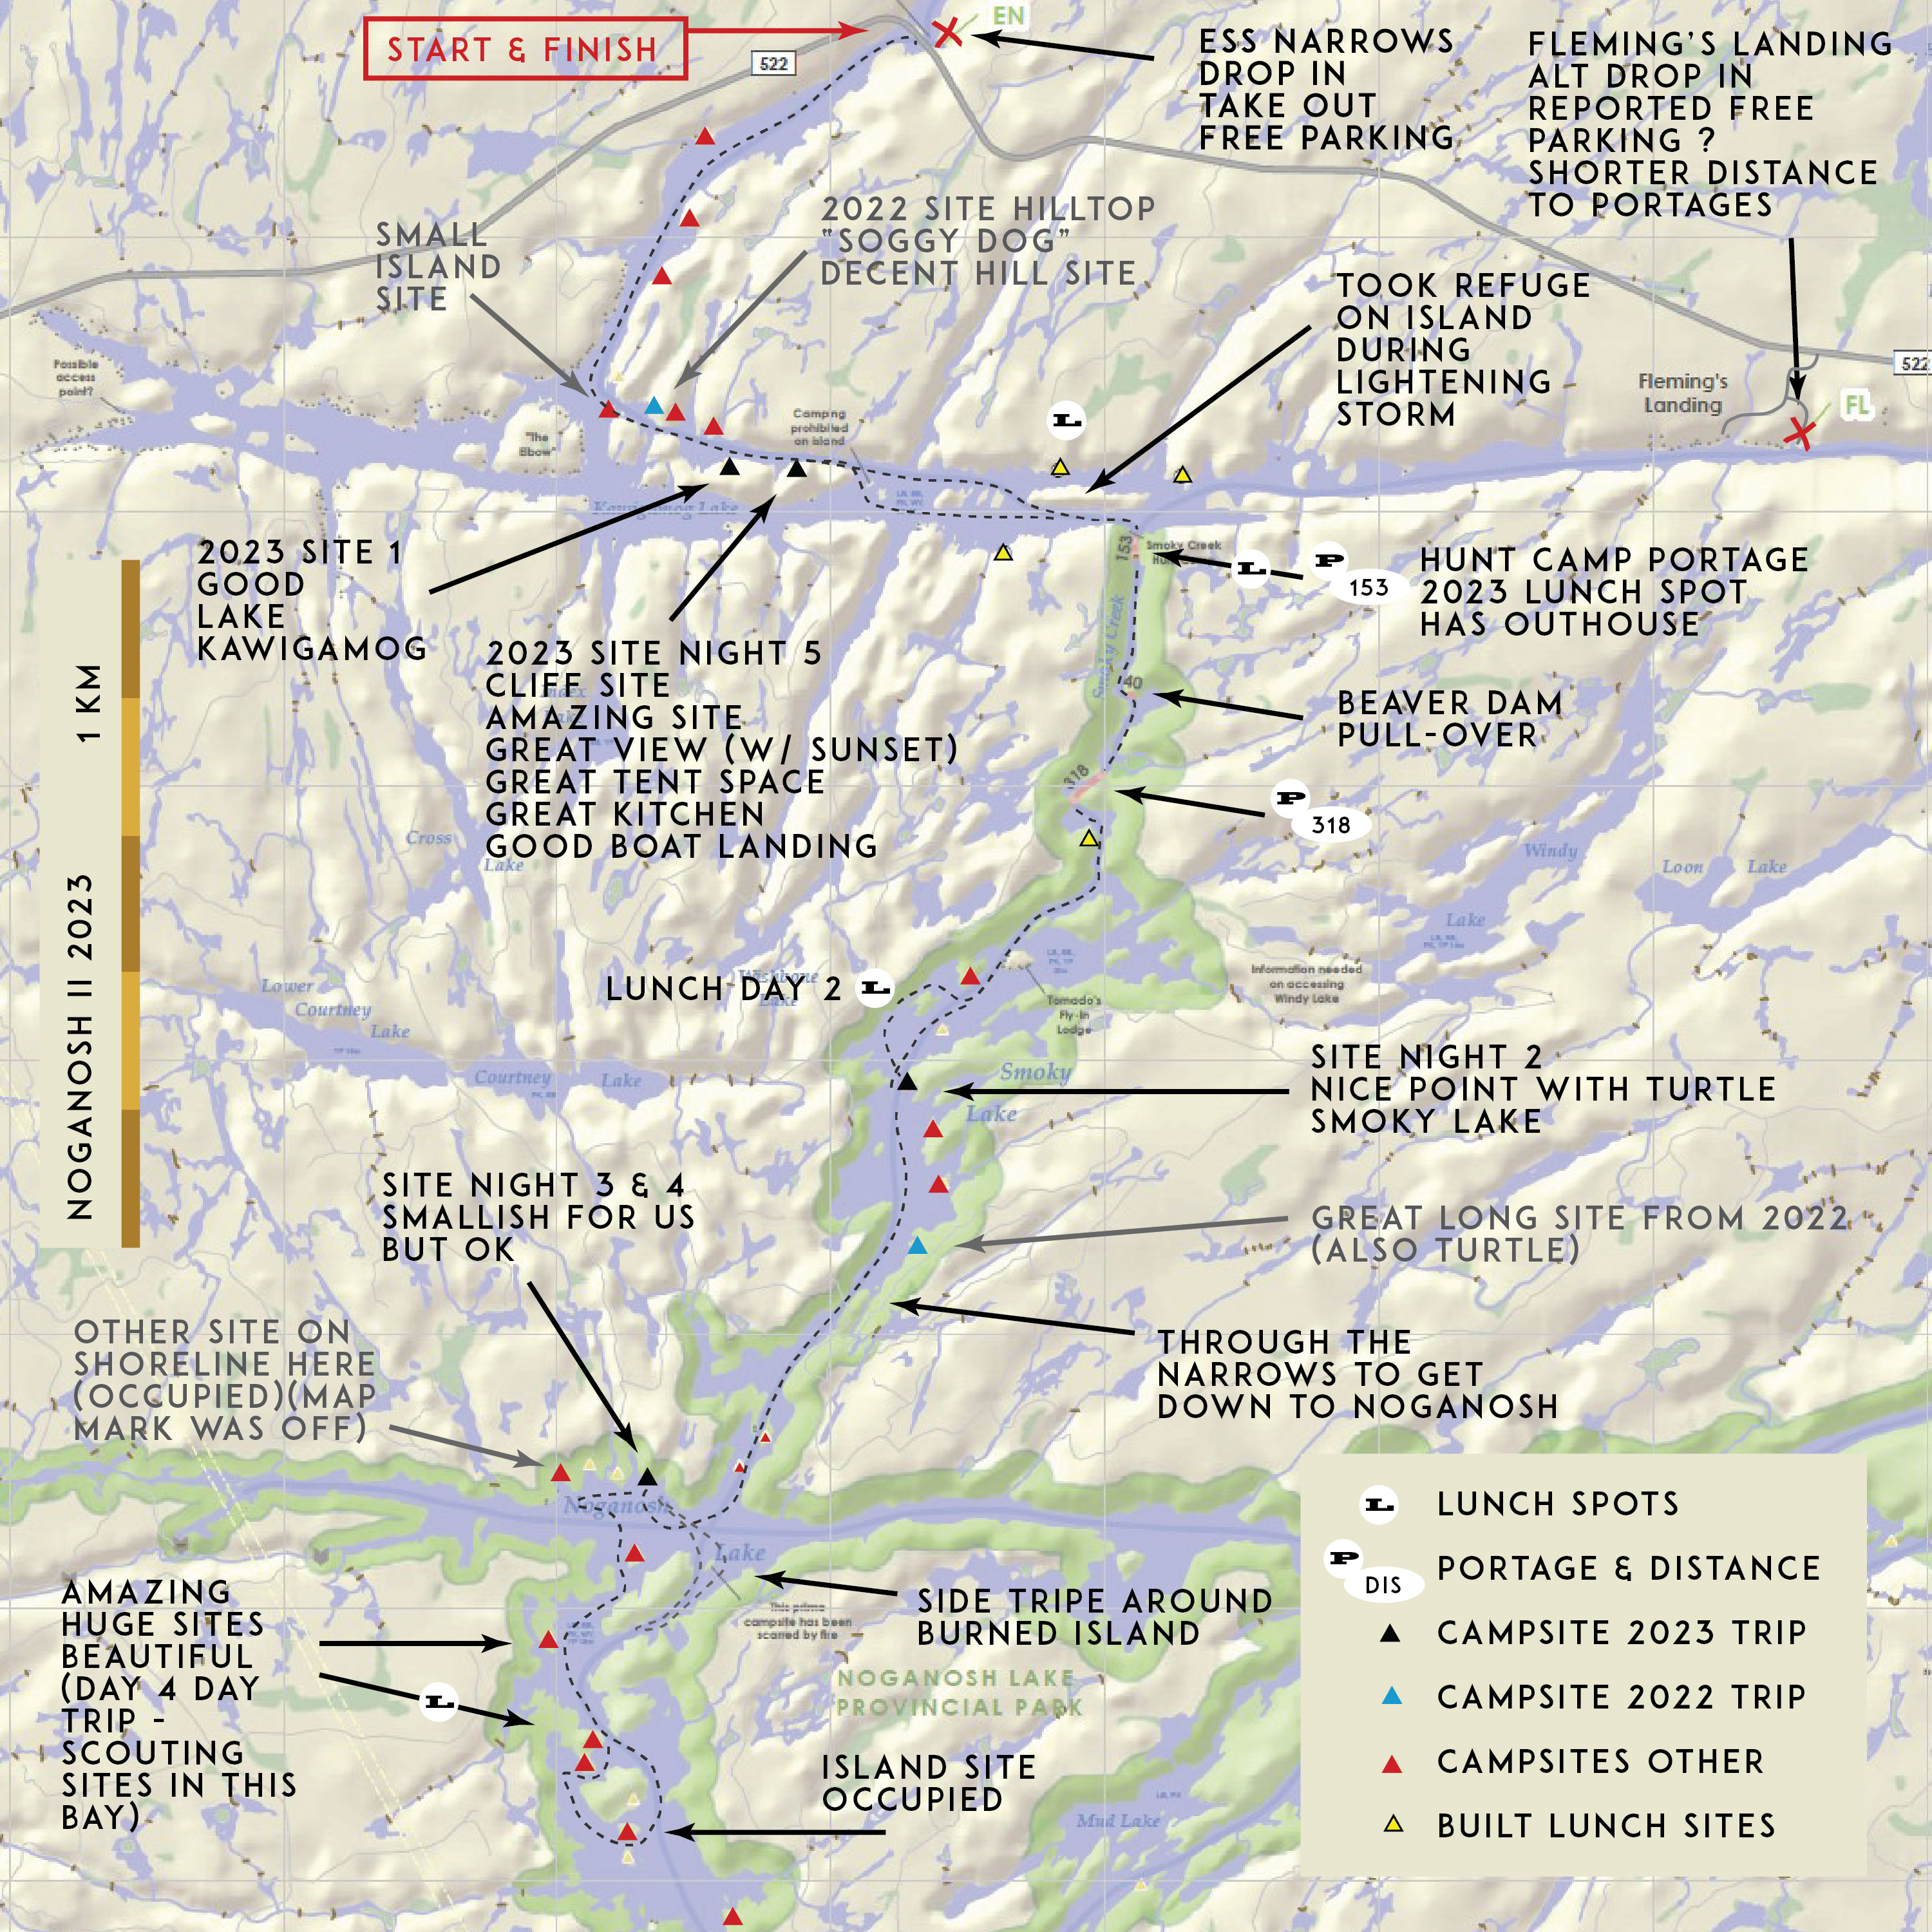 START & FINISH
EN
522
ESS NARROWS
DROP IN
TAKE OUT
FREE PARKING
FLEMING'S LANDING
ALT DROP IN
REPORTED FREE
PARKING ?
SHORTER DISTANCE
TO PORTAGES
SMALL
ISLAND
SITE
2022 SITE HILLTOP
"SOGGY DOG"
DECENT HILL SITE
TOOK REFUGE
ON ISLAND
DURING
LIGHTENING
STORM
522
Fleming's
Landing
FL
Possible
access
point?
"The
Elbow"
Camping
prohibited
on island
L
Kawigamog Lake
2023 SITE 1
GOOD
LAKE
KAWIGAMOG
2023 SITE NIGHT 5
CLIFF SITE
AMAZING SITE
GREAT VIEW (W/ SUNSET)
GREAT TENT SPACE
GREAT KITCHEN
GOOD BOAT LANDING
153
Smoky Creek
L
P
153
HUNT CAMP PORTAGE
2023 LUNCH SPOT
HAS OUTHOUSE
Smoky Creek
40
BEAVER DAM
PULL-OVER
318
P
318
1 KM
NOGANOSH II 2023
Cross
Lake
Windy
Lake
Loon Lake
Lower
Courtney
Lake
Courtney Lake
Wishbone
Lake
LUNCH DAY 2
L
Information needed
on accessing
Windy Lake
Tornado's
Fly-In
Lodge
Smoky
Lake
SITE NIGHT 2
NICE POINT WITH TURTLE
SMOKY LAKE
SITE NIGHT 3 & 4
SMALLISH FOR US
BUT OK
GREAT LONG SITE FROM 2022
(ALSO TURTLE)
OTHER SITE ON
SHORELINE HERE
(OCCUPIED)(MAP
MARK WAS OFF)
THROUGH THE
NARROWS TO GET
DOWN TO NOGANOSH
Noganosh
Lake
AMAZING
HUGE SITES
BEAUTIFUL
(DAY 4 DAY
TRIP -
SCOUTING
SITES IN THIS
BAY)
L
SIDE TRIPE AROUND
BURNED ISLAND
This prime
campsite has been
scarred by fire
NOGANOSH LAKE
PROVINCIAL PARK
ISLAND SITE
OCCUPIED
Mud Lake
L
LUNCH SPOTS
P
DIS
PORTAGE & DISTANCE
CAMPSITE 2023 TRIP
CAMPSITE 2022 TRIP
CAMPSITES OTHER
BUILT LUNCH SITES